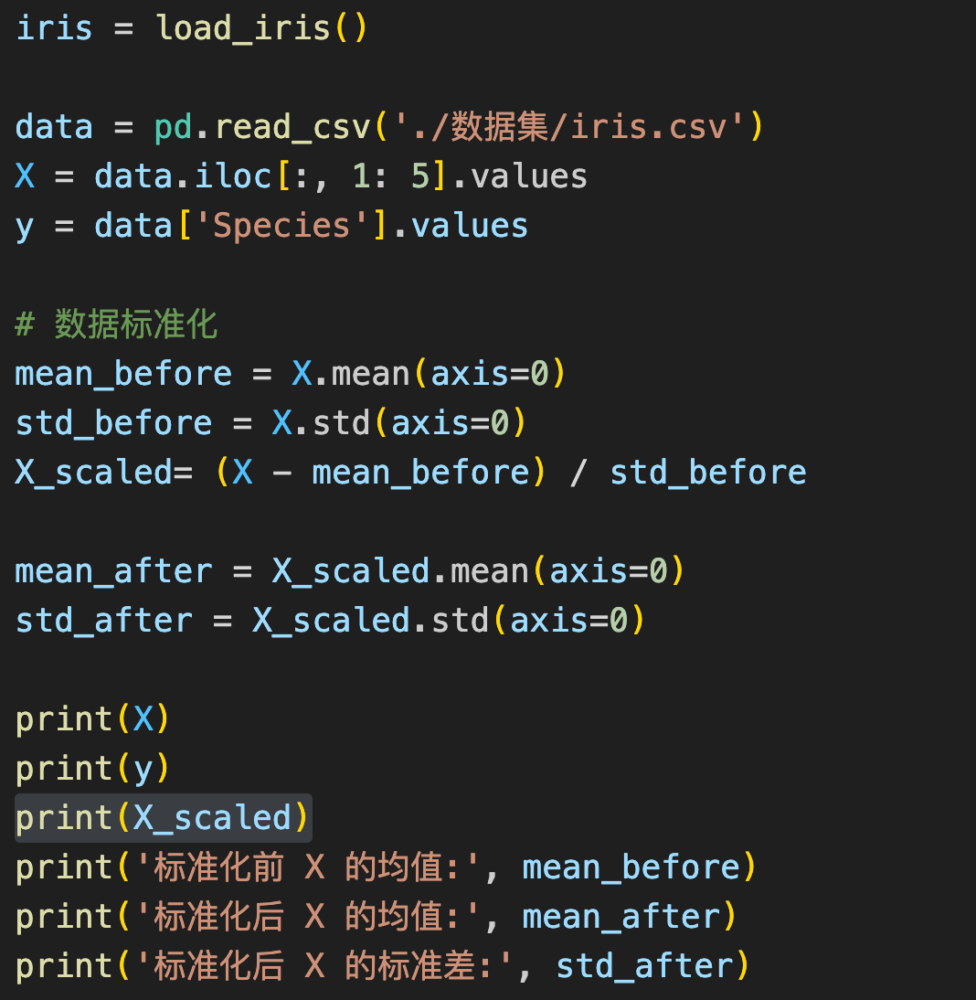 iris = load_iris()
data = pd.read_csv('./数据集/iris.csv')
X = data.iloc[:, 1: 5].values
y = data['Species'].values
# 数据标准化
mean_before = X.mean(axis=0)
std_before = X.std(axis=0)
X_scaled= (X - mean_before) / std_before
mean_after = X_scaled.mean(axis=0)
std_after = X_scaled.std(axis=0)
print(X)
print(y)
print(X_scaled)
print('标准化前 X 的均值:', mean_before)
print('标准化后 X 的均值:', mean_after)
print('标准化后 X 的标准差:', std_after)